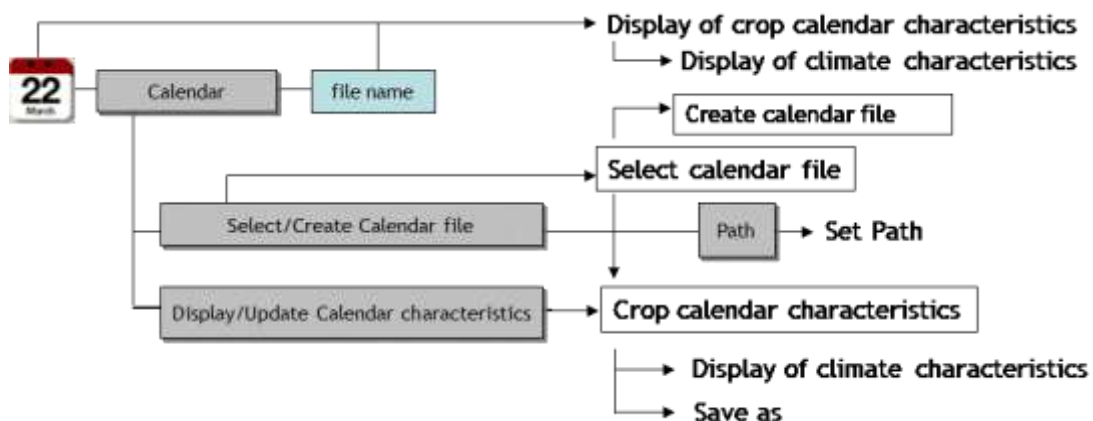 Display of crop calendar characteristics
Display of climate characteristics
22
March
Calendar
file name
Create calendar file
Select calendar file
Select/Create Calendar file
Path
Set Path
Display/Update Calendar characteristics
Crop calendar characteristics
Display of climate characteristics
Save as